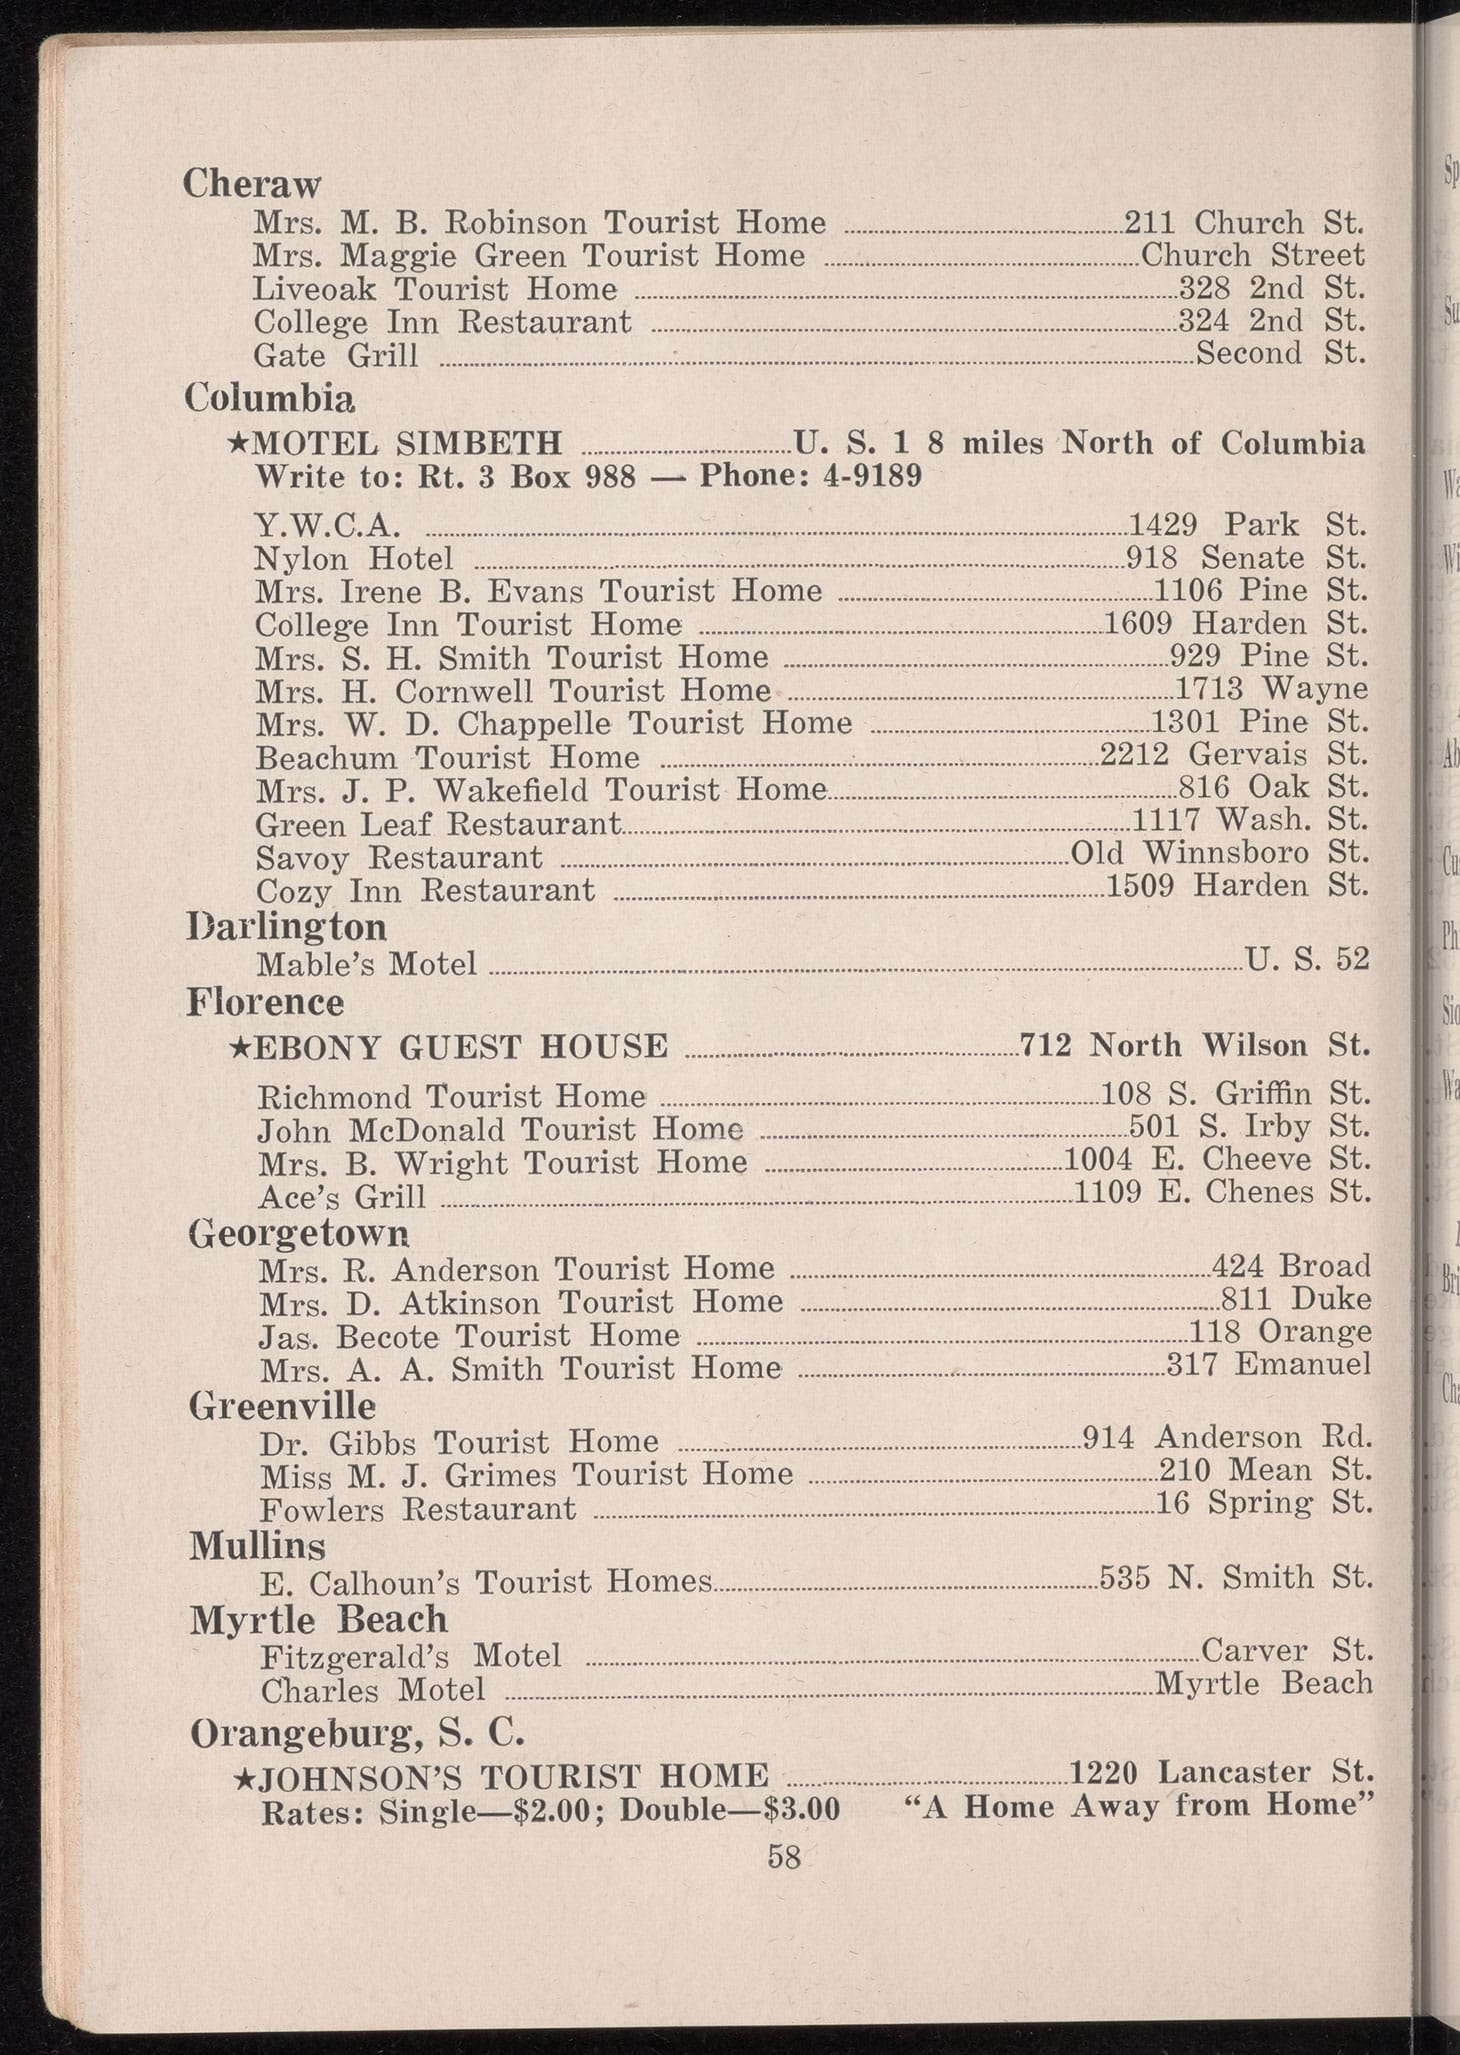 Cheraw
Mrs. M. B. Robinson Tourist Home ........ 211 Church St.
Mrs. Maggie Green Tourist Home ........ Church Street
Liveoak Tourist Home ........ 328 2nd St.
College Inn Restaurant ........ 324 2nd St.
Gate Grill ........ Second St.
Columbia
★MOTEL SIMBETH ........ U. S. 1 8 miles North of Columbia
Write to: Rt. 3 Box 988 — Phone: 4-9189
Y.W.C.A. ........ 1429 Park St.
Nylon Hotel ........ 918 Senate St.
Mrs. Irene B. Evans Tourist Home ........ 1106 Pine St.
College Inn Tourist Home ........ 1609 Harden St.
Mrs. S. H. Smith Tourist Home ........ 929 Pine St.
Mrs. H. Cornwell Tourist Home ........ 1713 Wayne
Mrs. W. D. Chappelle Tourist Home ........ 1301 Pine St.
Beachum Tourist Home ........ 2212 Gervais St.
Mrs. J. P. Wakefield Tourist Home ........ 816 Oak St.
Green Leaf Restaurant ........ 1117 Wash. St.
Savoy Restaurant ........ Old Winnsboro St.
Cozy Inn Restaurant ........ 1509 Harden St.
Darlington
Mable's Motel ........ U. S. 52
Florence
★EBONY GUEST HOUSE ........ 712 North Wilson St.
Richmond Tourist Home ........ 108 S. Griffin St.
John McDonald Tourist Home ........ 501 S. Irby St.
Mrs. B. Wright Tourist Home ........ 1004 E. Cheeve St.
Ace's Grill ........ 1109 E. Chenes St.
Georgetown
Mrs. R. Anderson Tourist Home ........ 424 Broad
Mrs. D. Atkinson Tourist Home ........ 811 Duke
Jas. Becote Tourist Home ........ 118 Orange
Mrs. A. A. Smith Tourist Home ........ 317 Emanuel
Greenville
Dr. Gibbs Tourist Home ........ 914 Anderson Rd.
Miss M. J. Grimes Tourist Home ........ 210 Mean St.
Fowlers Restaurant ........ 16 Spring St.
Mullins
E. Calhoun's Tourist Homes ........ 535 N. Smith St.
Myrtle Beach
Fitzgerald's Motel ........ Carver St.
Charles Motel ........ Myrtle Beach
Orangeburg, S. C.
★JOHNSON'S TOURIST HOME ........ 1220 Lancaster St.
Rates: Single—$2.00; Double—$3.00 "A Home Away from Home"
58